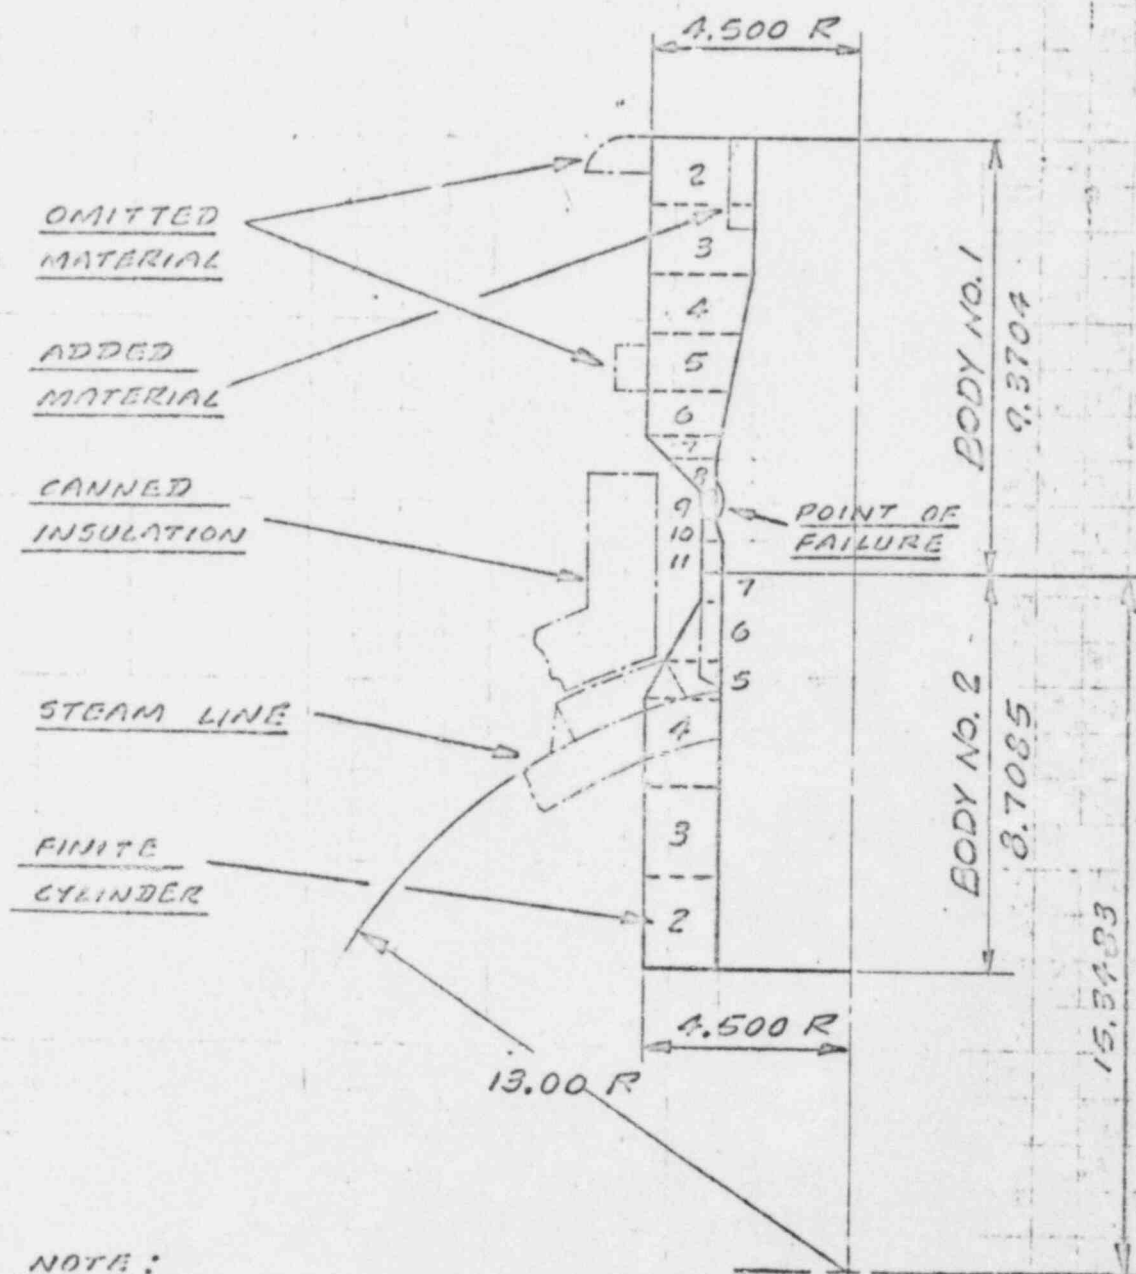 4.500 R
OMITTED
MATERIAL
ADDED
MATERIAL
CANNED
INSULATION
STEAM LINE
FINITE
CYLINDER
2
3
4
5
6
7
8
9
10
11
POINT OF
FAILURE
7
6
5
5
4
3
2
BODY NO. 1
9.3704
BODY NO. 2
8.7085
15.3483
4.500 R
13.00 R
NOTE: